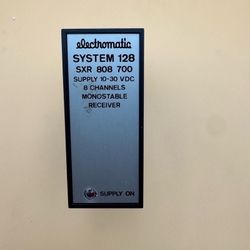 electromatic
SYSTEM 128
SXR 808 700
SUPPLY 10-30 VDC
8 CHANNELS
MONOSTABLE
RECEIVER
SUPPLY ON